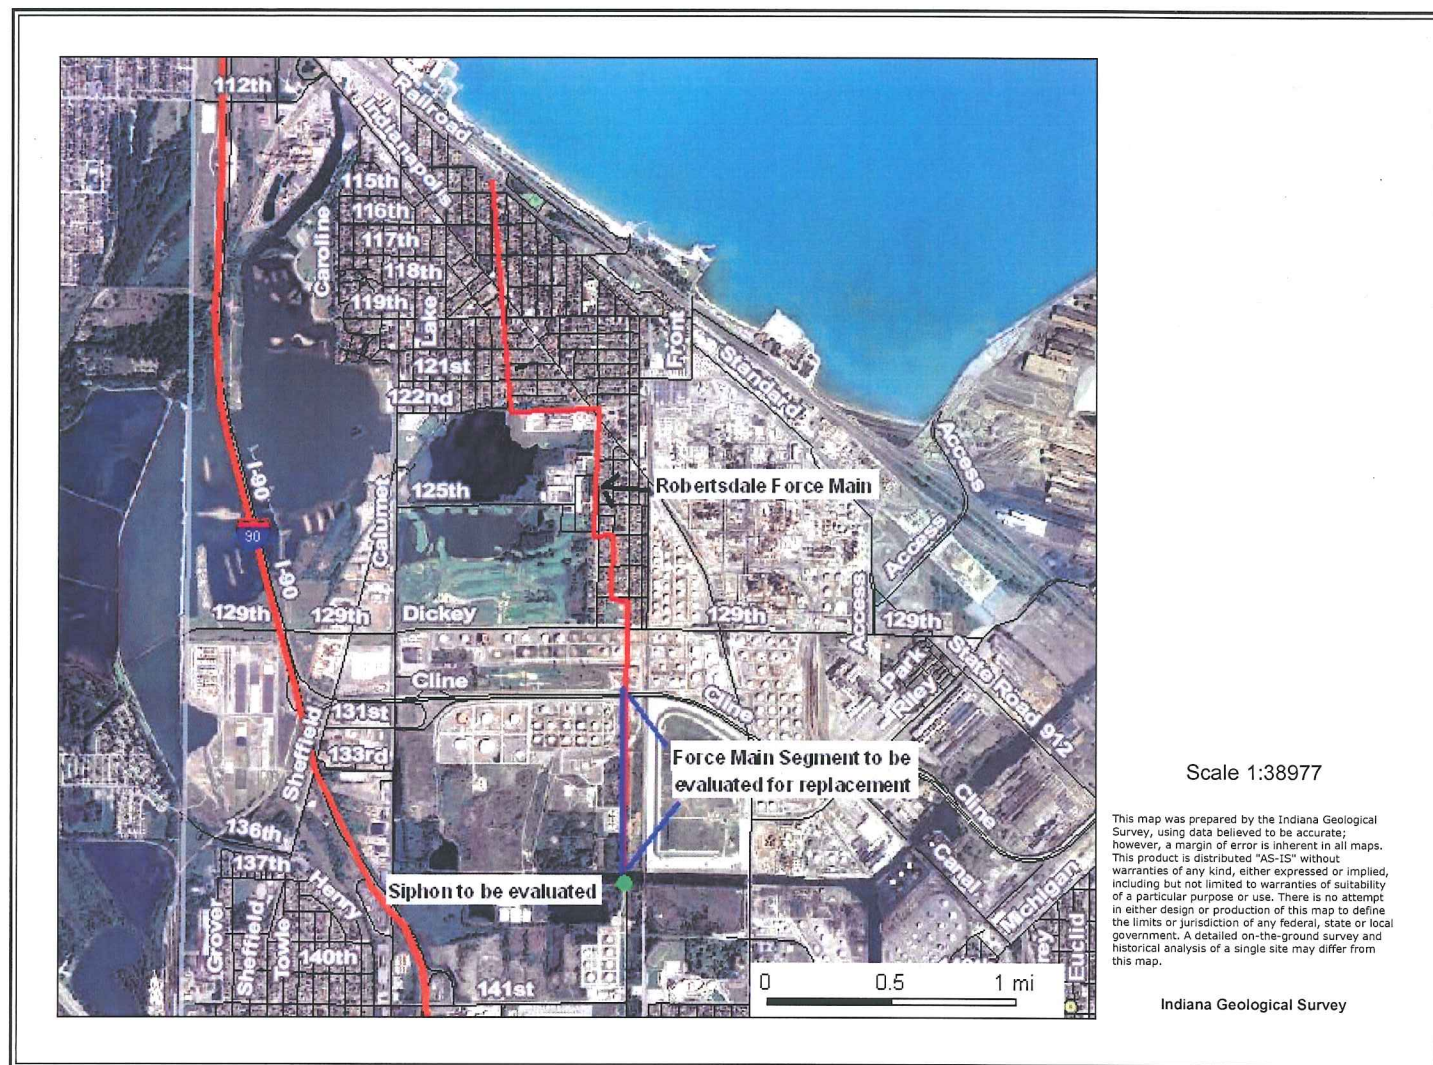 112th
Railroad
Indianapolis
115th
116th
117th
118th
119th
Caroline
Lake
121st
122nd
Front
Standard
Access
I-90
90
I-90
Calumet
125th
Robertsdale Force Main
Access
Access
129th
129th
Dickey
129th
129th
State Road 912
Park
Riley
Cline
Cline
131st
133rd
Sheffield
Force Main Segment to be
evaluated for replacement
Cline
136th
137th
Henry
Siphon to be evaluated
Canal
Michigan
Grover
Sheffield
Towle
140th
Euclid
141st
0 0.5 1 mi
Scale 1:38977
This map was prepared by the Indiana Geological
Survey, using data believed to be accurate;
however, a margin of error is inherent in all maps.
This product is distributed "AS-IS" without
warranties of any kind, either expressed or implied,
including but not limited to warranties of suitability
of a particular purpose or use. There is no attempt
in either design or production of this map to define
the limits or jurisdiction of any federal, state or local
government. A detailed on-the-ground survey and
historical analysis of a single site may differ from
this map.
Indiana Geological Survey